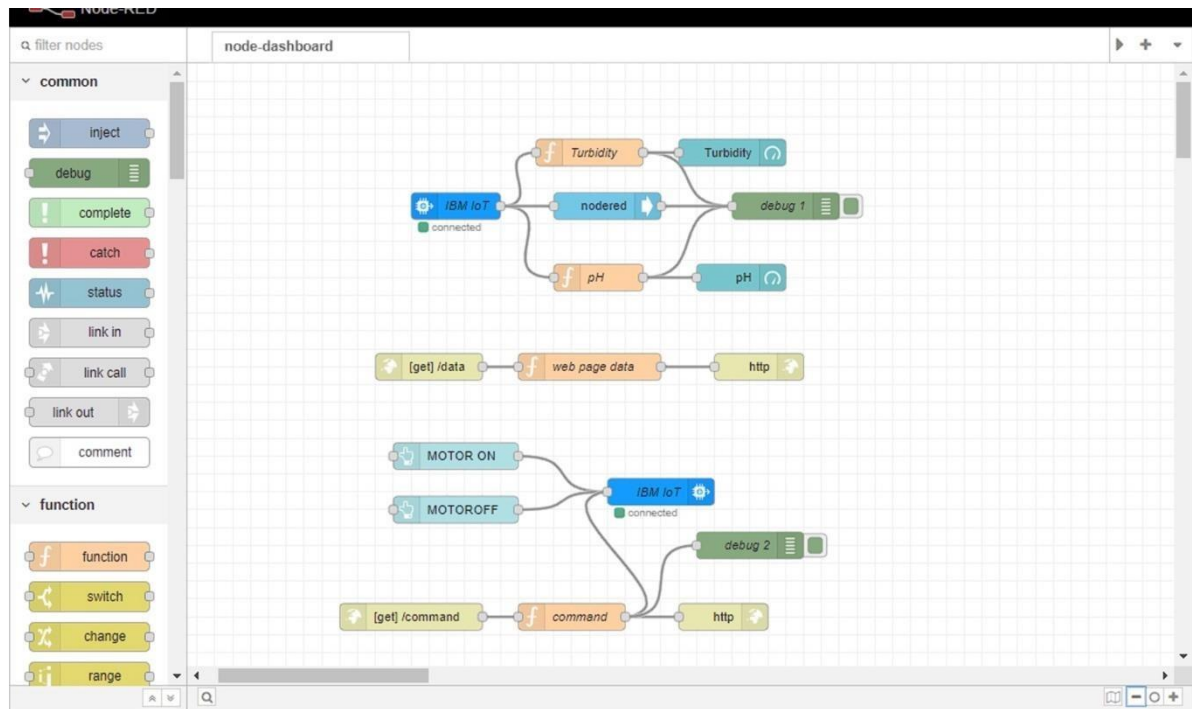 Node-RED
filter nodes
node-dashboard
common
inject
debug
complete
catch
status
link in
link call
link out
comment
function
function
switch
change
range
Turbidity
Turbidity
IBM IoT
connected
nodered
debug 1
pH
pH
[get] /data
web page data
http
MOTOR ON
MOTOROFF
IBM IoT
connected
debug 2
[get] /command
command
http